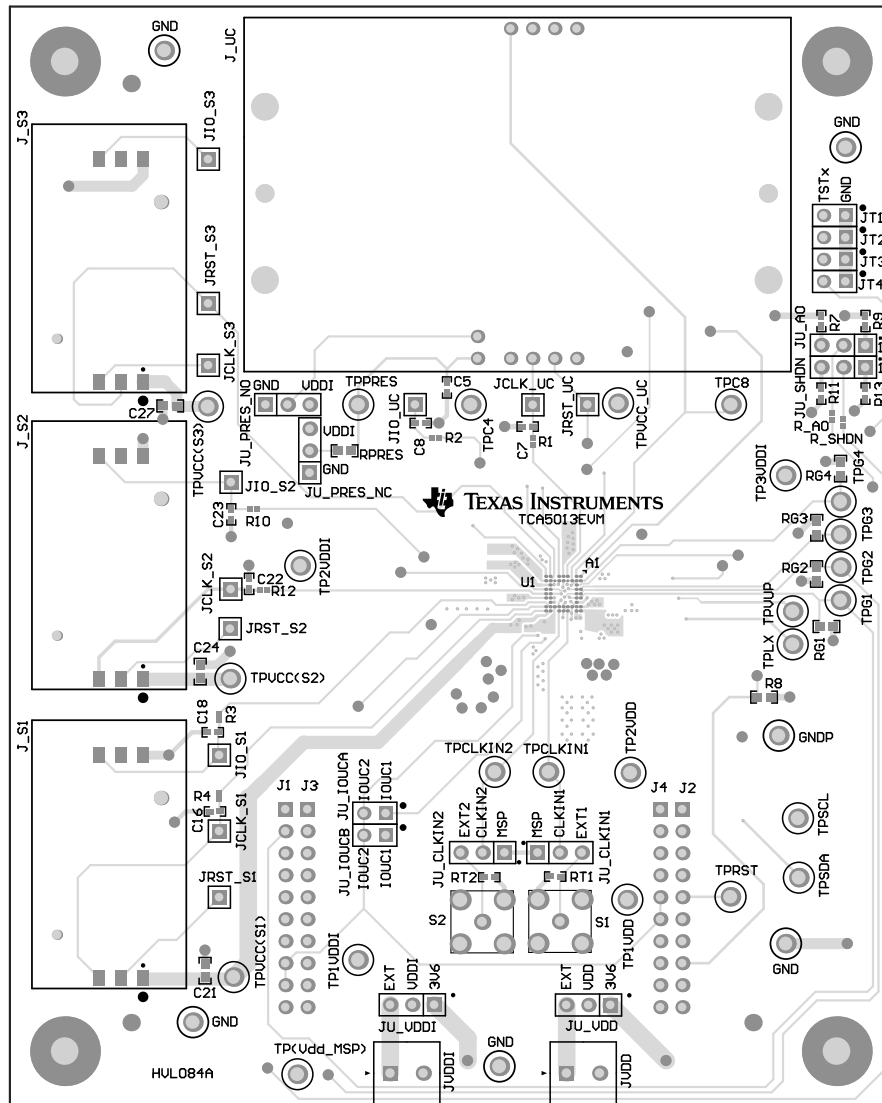 GND
J_UC
J_S3
JIO_S3
GND
TSTx
GND
JT1
JT2
JT3
JT4
JRST_S3
JU_AO
R7
R9
JCLK_S3
JU_SHDN
R11
R13
R_AO
R_SHDN
C27
TPVCC(S3)
JU_PRES_NO
GND
VDDI
TPPRES
JIO_UC
C5
C8
R2
TPC4
JCLK_UC
C7
R1
JRST_UC
TPVCC_UC
TPC8
VDDI
RPRES
GND
JU_PRES_NC
J_S2
JIO_S2
C23
R10
TEXAS INSTRUMENTS
TCA5013EVM
TP3VDDI
RG4
TPG4
RG3
TPG3
RG2
TPG2
TPG1
JCLK_S2
C22
R12
TP2VDDI
U1
A1
TPVUP
TPLX
RG1
JRST_S2
C24
TPVCC(S2)
R8
GNDP
J_S1
C18
R3
JIO_S1
R4
C16
JCLK_S1
JRST_S1
TPCLKIN2
TPCLKIN1
TP2VDD
J1
J3
JU_IOUCA
IOUC2
IOUC1
JU_IOUCB
IOUC2
IOUC1
JU_CLKIN2
EXT2
CLKIN2
MSP
MSP
CLKIN1
EXT1
JU_CLKIN1
J4
J2
TPSCL
RT2
RT1
S2
S1
TPRST
TPSDA
C21
TPVCC(S1)
TP1VDDI
TP1VDD
GND
EXT
VDDI
3V6
JU_VDDI
EXT
VDD
3V6
JU_VDD
GND
HVL084A
TP(Vdd_MSP)
JVDDI
GND
JVDD